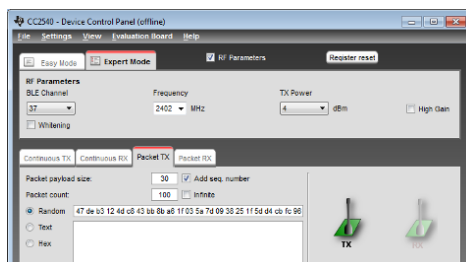 CC2540 - Device Control Panel (offline)
File Settings View Evaluation Board Help
Easy Mode Expert Mode RF Parameters Register reset
RF Parameters
BLE Channel Frequency TX Power
37 2402 MHz 4 dBm High Gain
Whitening
Continuous TX Continuous RX Packet TX Packet RX
Packet payload size: 30 Add seq. number
Packet count: 100 Infinite
Random 47 de b3 12 4d c8 43 bb 8b a6 1f 03 5a 7d 09 38 25 1f 5d d4 cb fc 96
Text
Hex
TX RX